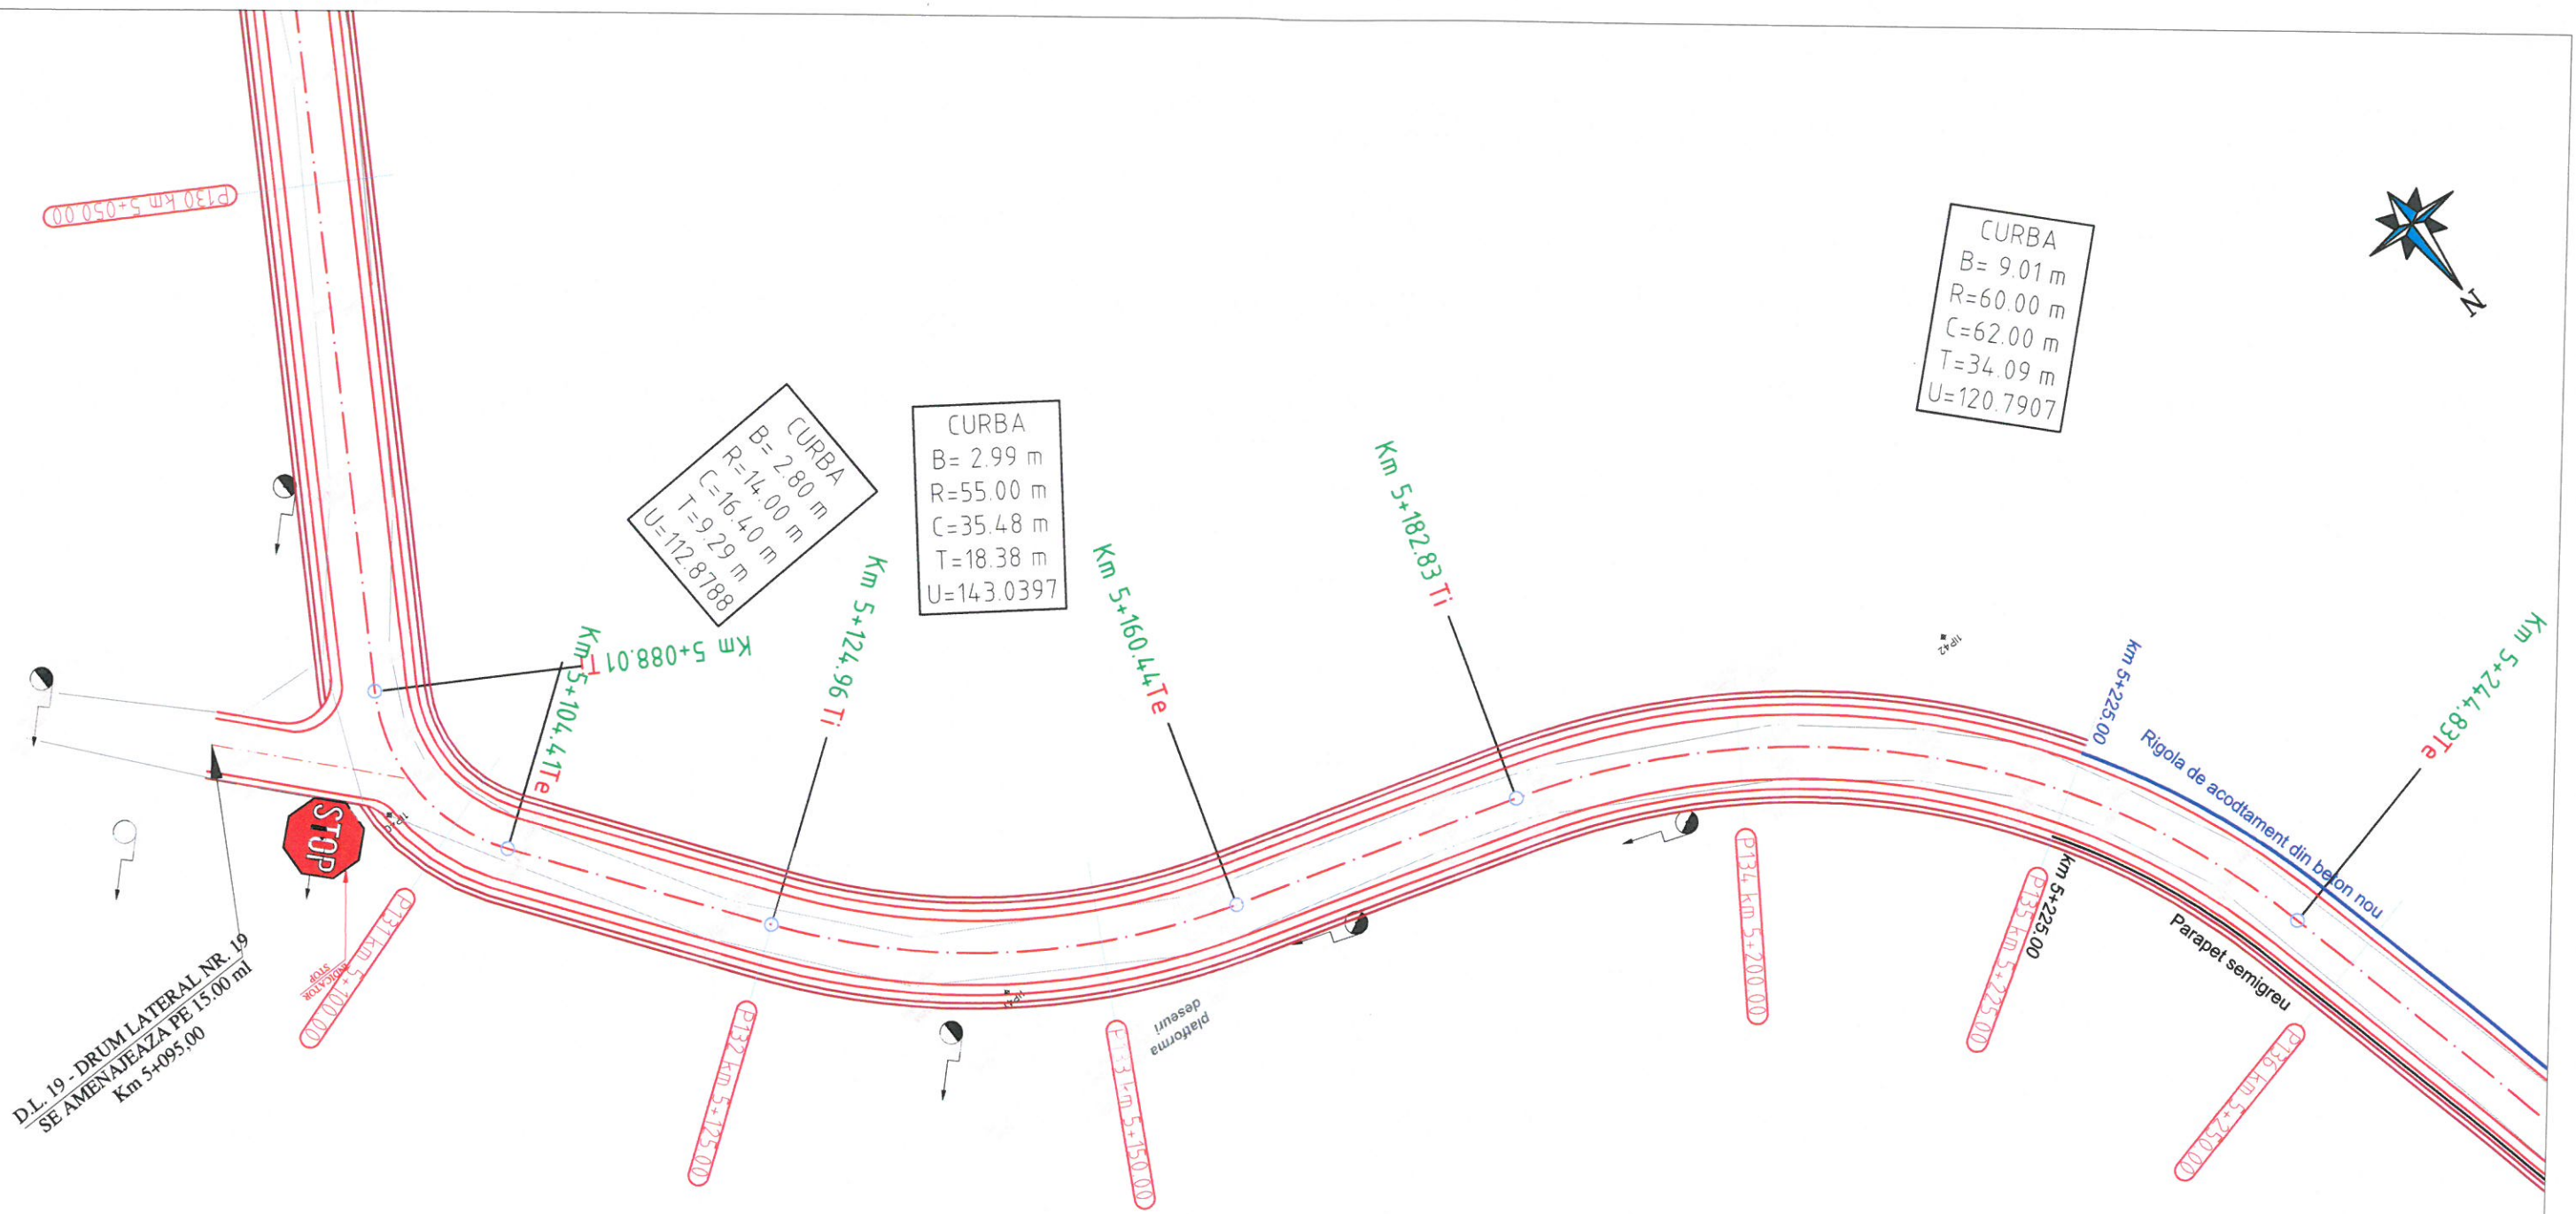 P130 km 5+050.00
CURBA
B= 2.80 m
R=14.00 m
C=16.40 m
T=9.29 m
U=112.8788
CURBA
B= 2.99 m
R=55.00 m
C=35.48 m
T=18.38 m
U=143.0397
CURBA
B= 9.01 m
R=60.00 m
C=62.00 m
T=34.09 m
U=120.7907
N
Km 5+088.01 T
Km 5+104.41Te
Km 5+124.96 Ti
Km 5+160.44Te
Km 5+182.83 Ti
Km 5+244.83Te
km 5+225.00
Rigola de acodtament din beton nou
km 5+225.00
Parapet semigreu
STOP
INDICATOR
STOP
D.L. 19 - DRUM LATERAL NR. 19
SE AMENAJEAZA PE 15.00 ml
Km 5+095,00
P131 km 5+100.00
P132 km 5+125.00
P133 km 5+150.00
platforma
deseuri
P134 km 5+200.00
P135 km 5+225.00
P136 km 5+250.00